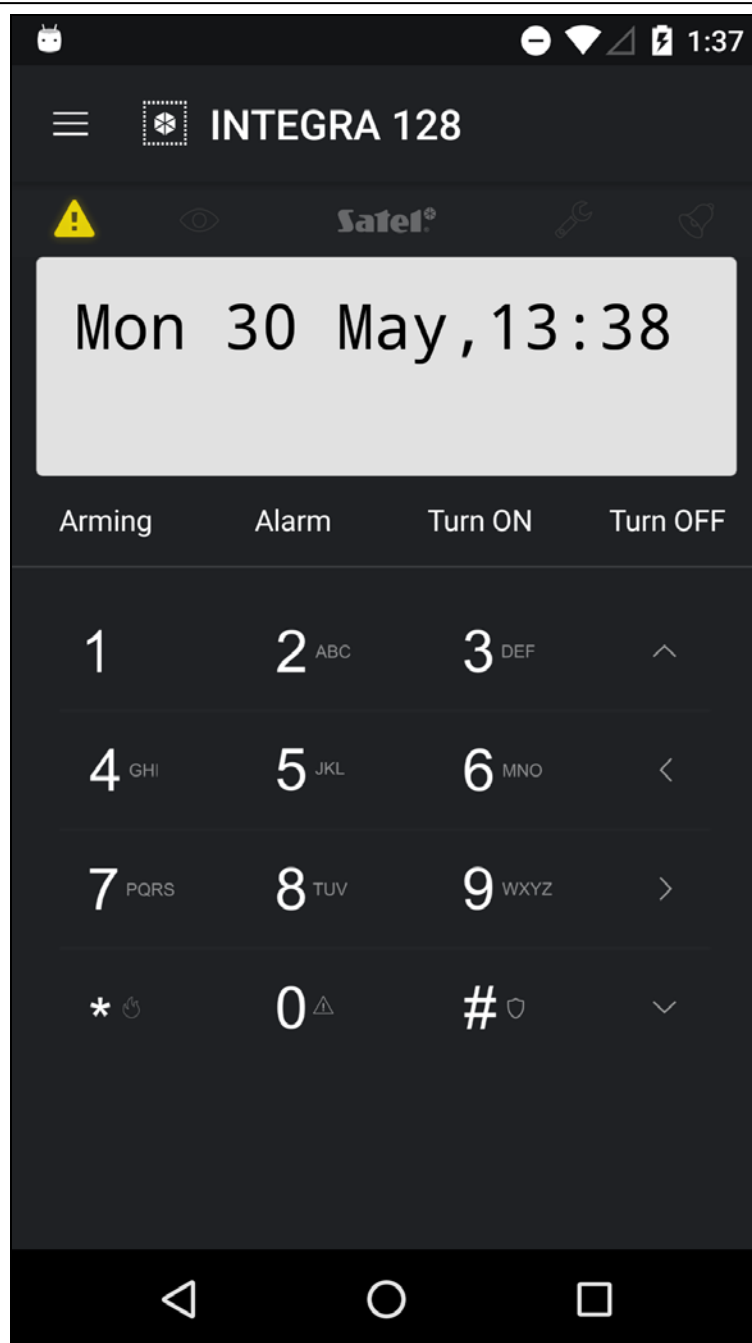 1:37
INTEGRA 128
Satel®
Mon 30 May,13:38
Arming Alarm Turn ON Turn OFF
1 2 ABC 3 DEF
4 GHI 5 JKL 6 MNO
7 PQRS 8 TUV 9 WXYZ
* 0 #